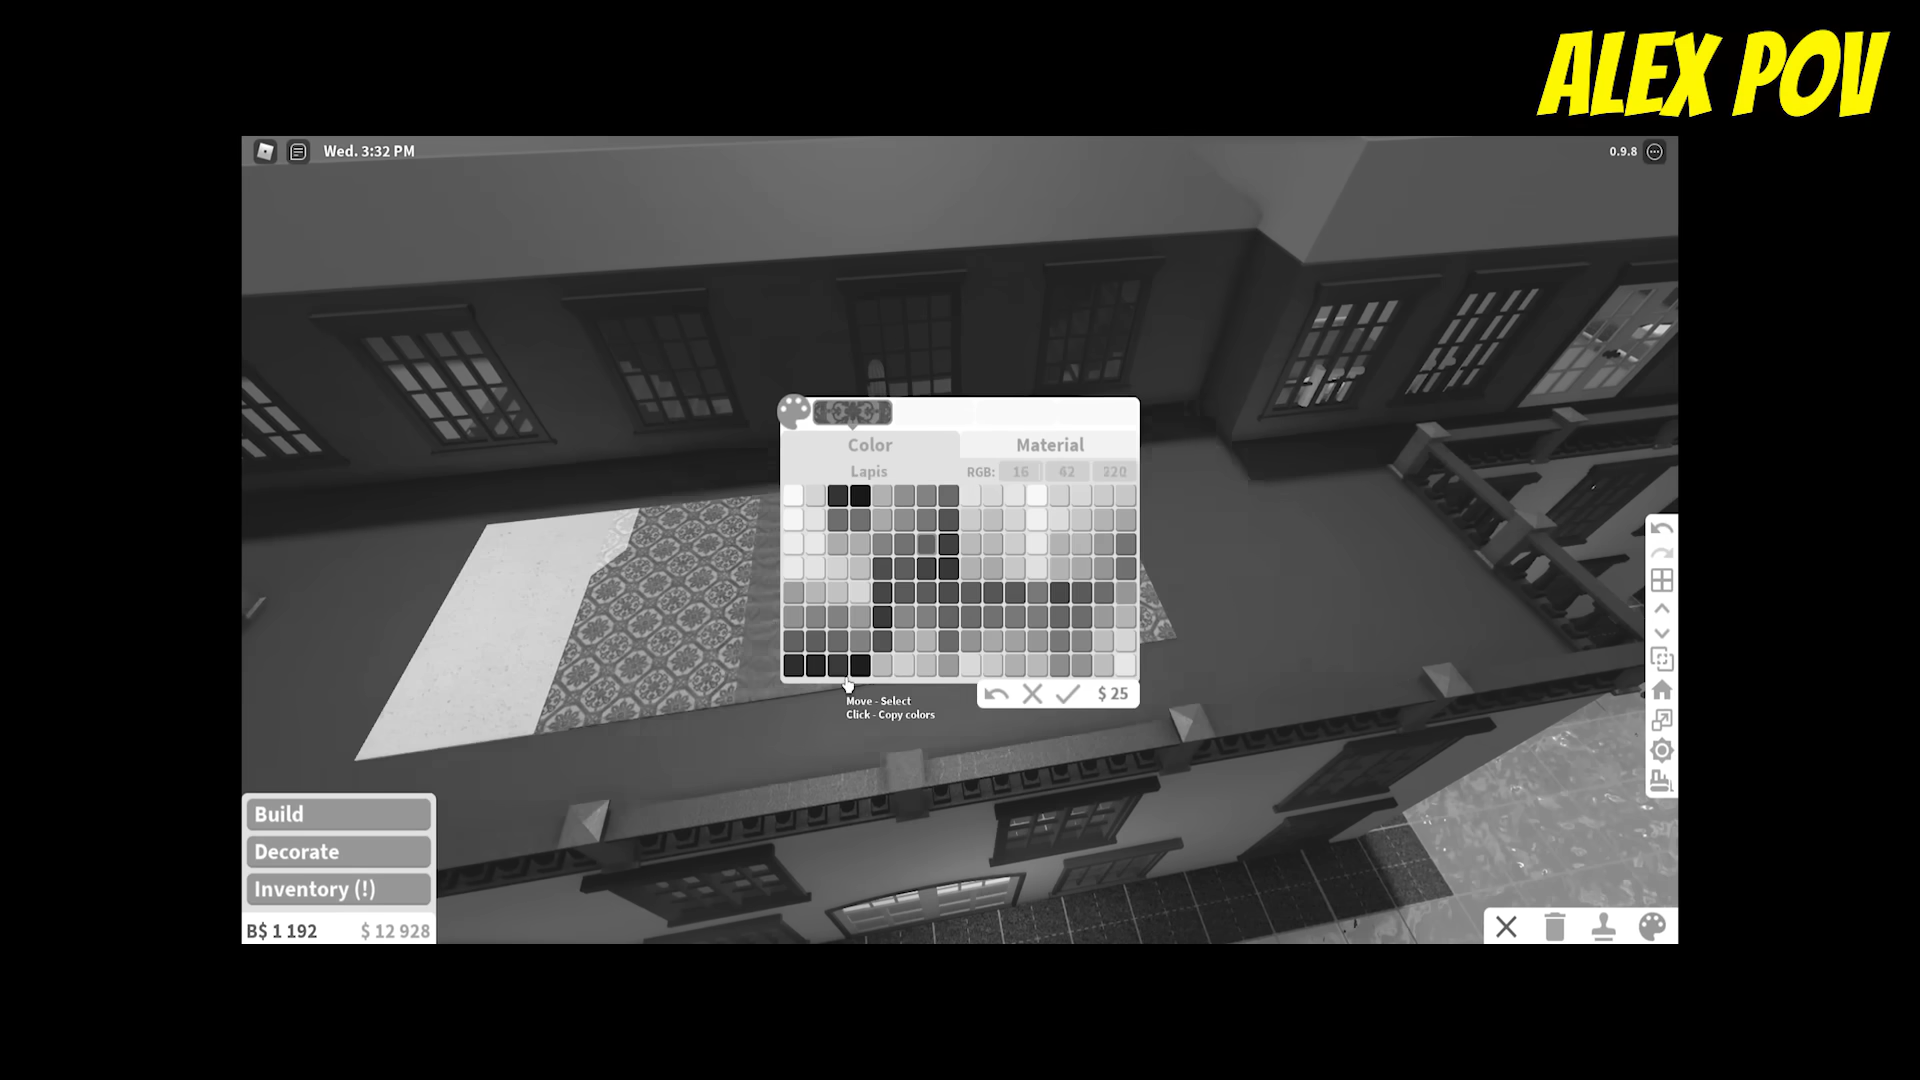 ALEX POV
Wed. 3:32 PM
0.9.8
Color
Material
Lapis
RGB: 16 42 220
Move - Select
Click - Copy colors
$ 25
Build
Decorate
Inventory (!)
B$ 1 192
$ 12 928